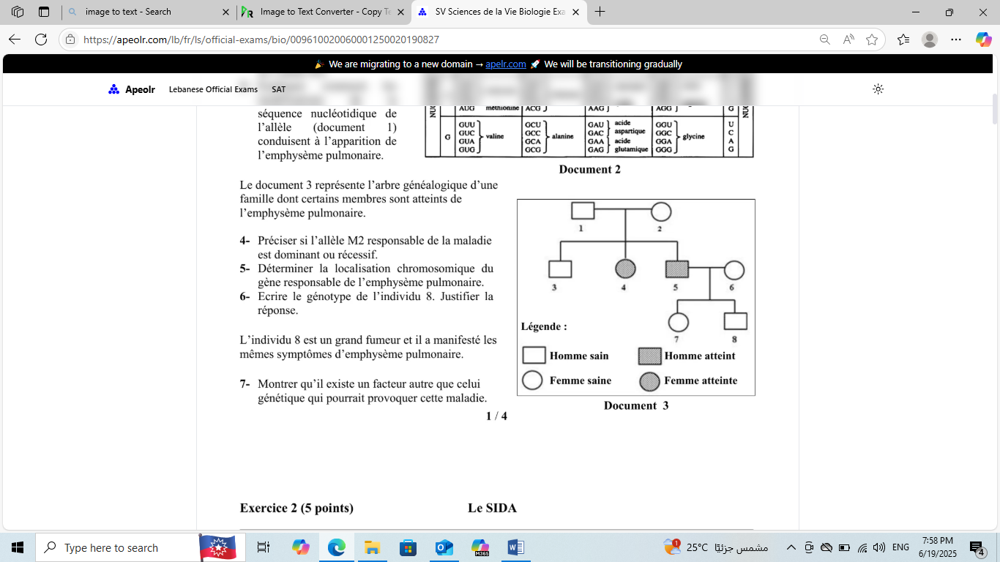 image to text - Search
Image to Text Converter - Copy Te
SV Sciences de la Vie Biologie Exa
https://apeolr.com/lb/fr/ls/official-exams/bio/009610020060001250020190827
🎉 We are migrating to a new domain → apelr.com 🚀 We will be transitioning gradually
Apeolr Lebanese Official Exams SAT
séquence nucléotidique de
l'allèle (document 1)
conduisent à l'apparition de
l'emphysème pulmonaire.
AUG méthionine ACG AAG AGG G
GUU GCU GAU acide GGU U
GUC GCC GAC aspartique GGC C
G valine alanine glycine
GUA GCA GAA acide GGA A
GUG GCG GAG glutamique GGG G
Document 2
Le document 3 représente l'arbre généalogique d'une
famille dont certains membres sont atteints de
l'emphysème pulmonaire.
4- Préciser si l'allèle M2 responsable de la maladie
est dominant ou récessif.
5- Déterminer la localisation chromosomique du
gène responsable de l'emphysème pulmonaire.
6- Ecrire le génotype de l'individu 8. Justifier la
réponse.
L'individu 8 est un grand fumeur et il a manifesté les
mêmes symptômes d'emphysème pulmonaire.
7- Montrer qu'il existe un facteur autre que celui
génétique qui pourrait provoquer cette maladie.
1 2
3 4 5 6
7 8
Légende :
Homme sain Homme atteint
Femme saine Femme atteinte
Document 3
1 / 4
Exercice 2 (5 points) Le SIDA
Type here to search
M365
1
25°C مشمس جزئيًا
ENG
7:58 PM
6/19/2025
4